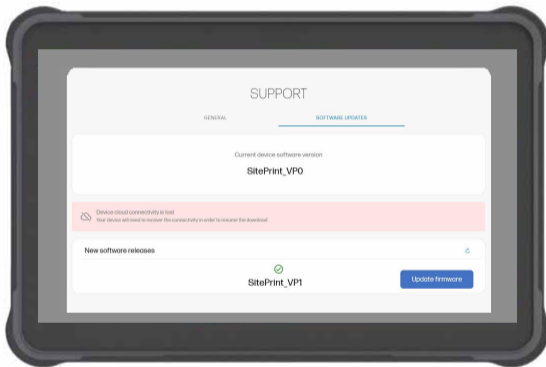 SUPPORT
GENERAL
SOFTWARE UPDATES
Current device software version
SitePrint_VP0
Device cloud connectivity is lost
Your device will need to recover the connectivity in order to resume the download
New software releases
SitePrint_VP1
Update firmware